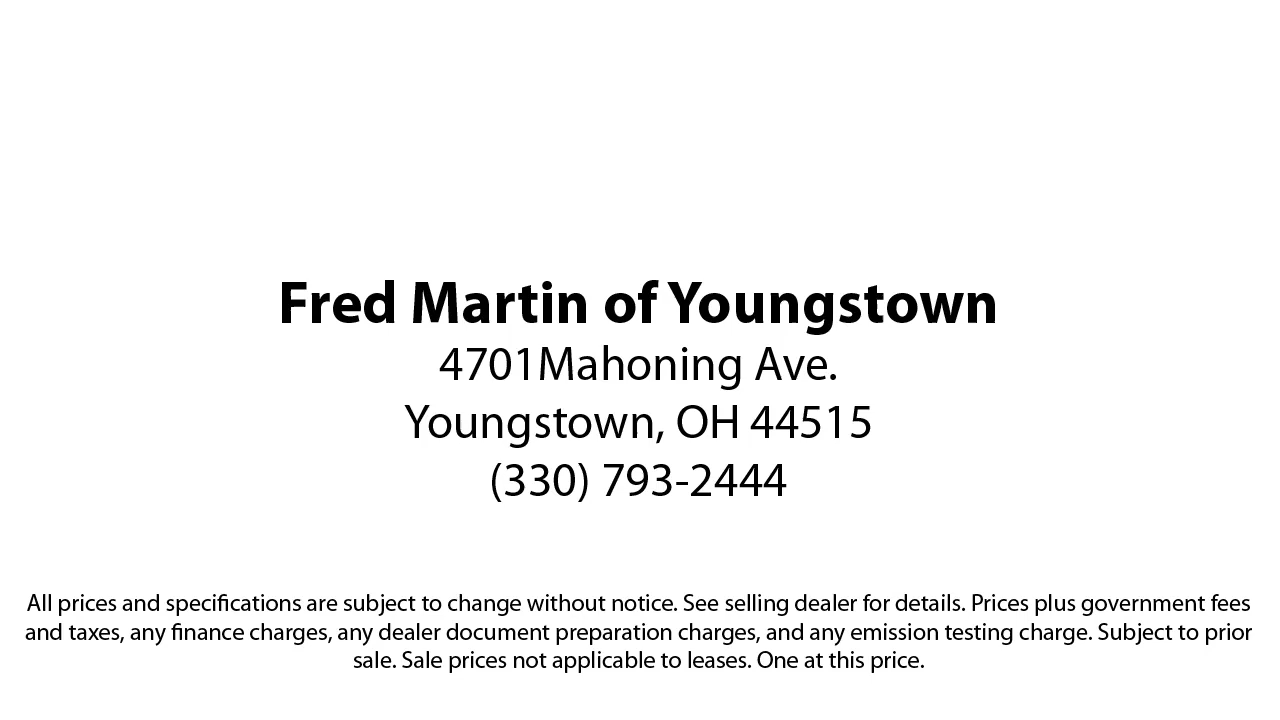 Fred Martin of Youngstown
4701Mahoning Ave.
Youngstown, OH 44515
(330) 793-2444
All prices and specifications are subject to change without notice. See selling dealer for details. Prices plus government fees
and taxes, any finance charges, any dealer document preparation charges, and any emission testing charge. Subject to prior
sale. Sale prices not applicable to leases. One at this price.